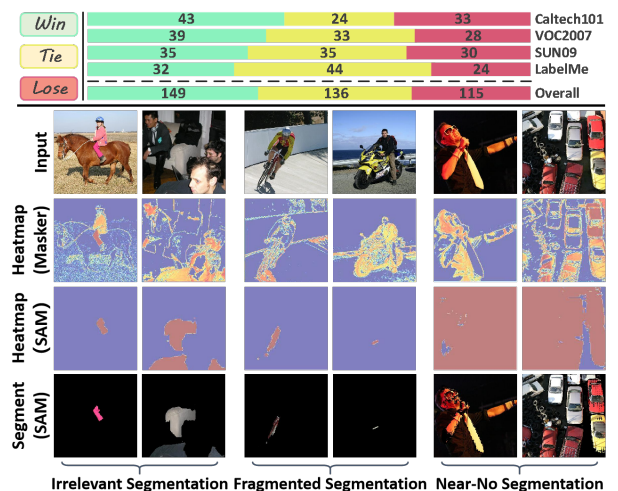 Win 43 24 33 Caltech101
39 33 28 VOC2007
Tie 35 35 30 SUN09
32 44 24 LabelMe
Lose 149 136 115 Overall
Input
Heatmap (Masker)
Heatmap (SAM)
Segment (SAM)
Irrelevant Segmentation Fragmented Segmentation Near-No Segmentation